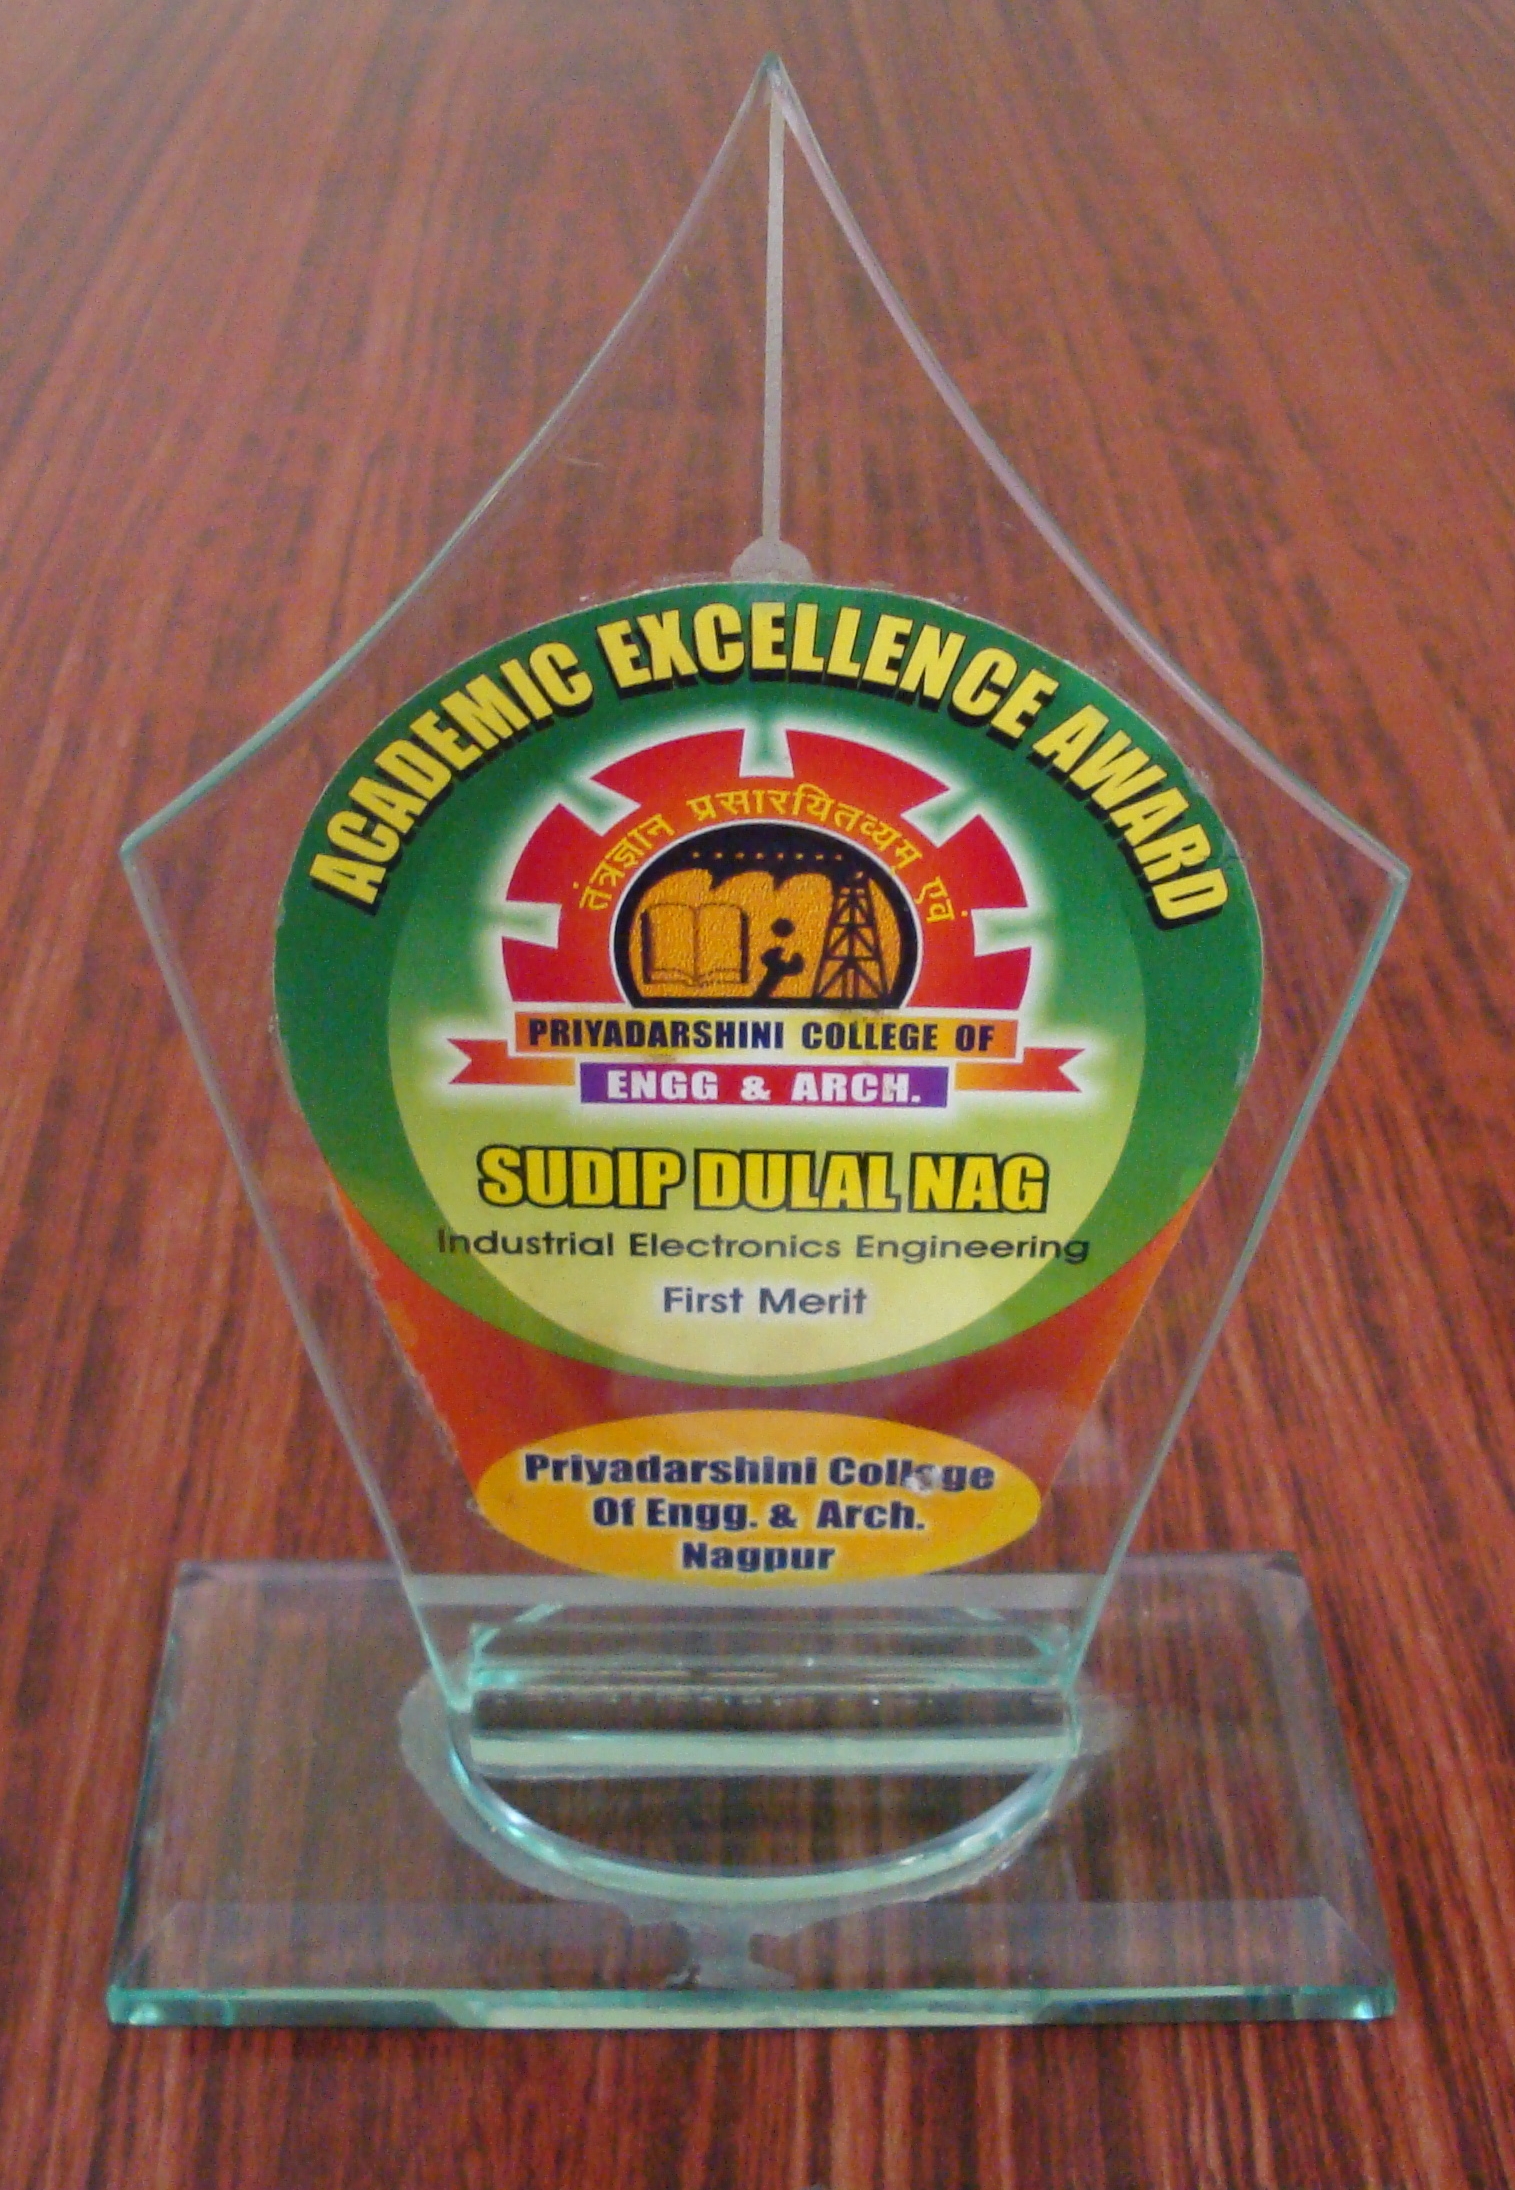 ACADEMIC EXCELLENCE AWARD
तंत्रज्ञान प्रसारयितव्यम एवं
PRIYADARSHINI COLLEGE OF
ENGG & ARCH.
SUDIP DULAL NAG
Industrial Electronics Engineering
First Merit
Priyadarshini College
Of Engg. & Arch.
Nagpur